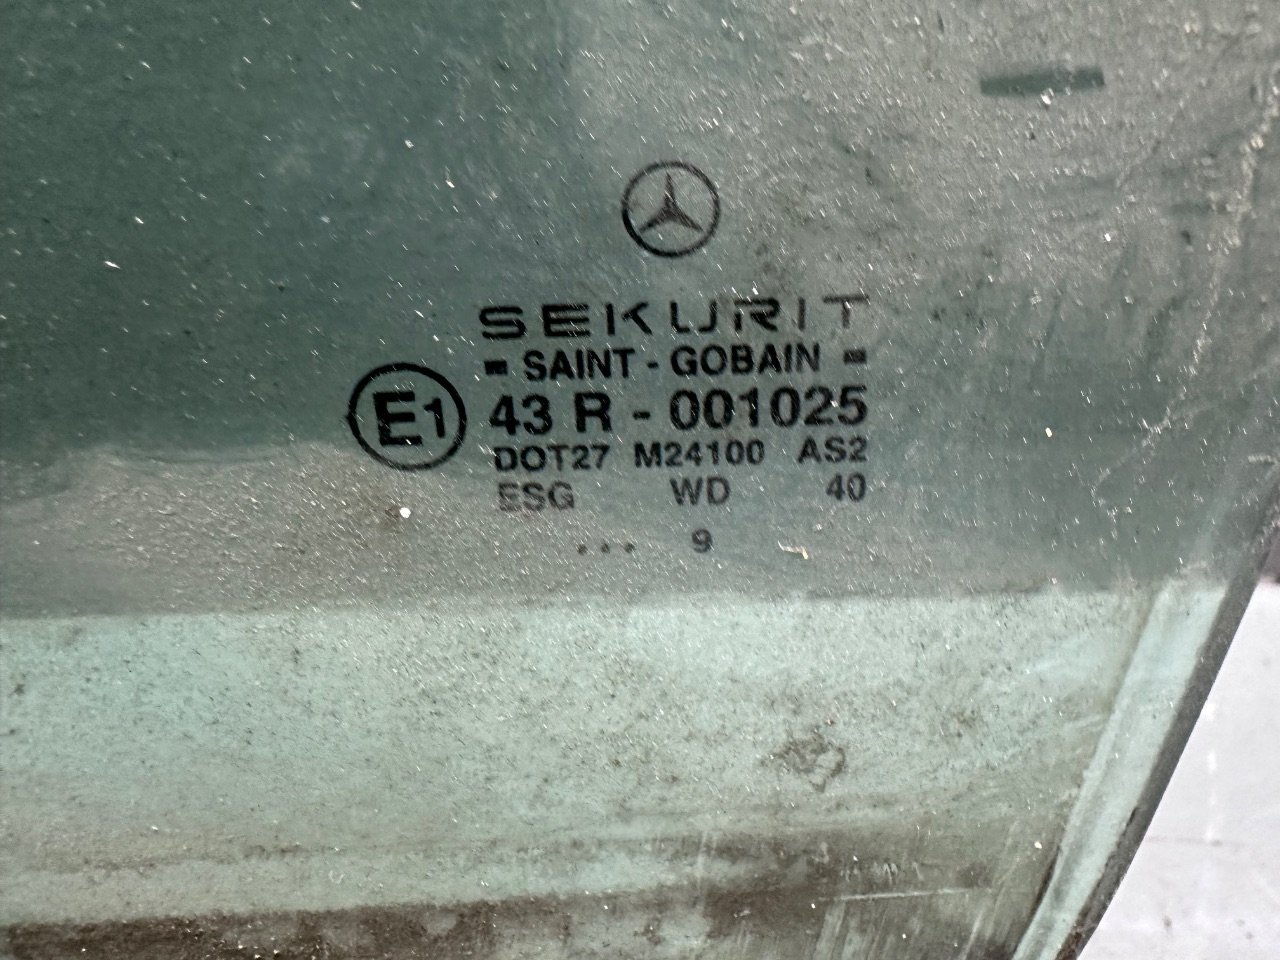 SEKURIT
- SAINT - GOBAIN -
E1 43 R - 001025
DOT27 M24100 AS2
ESG WD 40
... 9